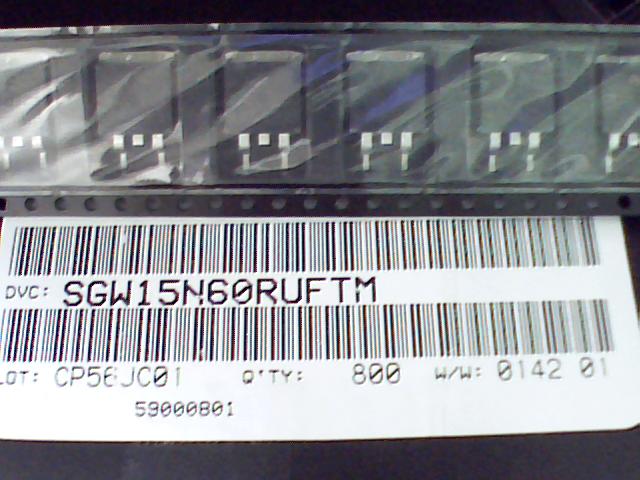 DVC: SGW15N60RUFTM
LOT: CP56JC01 Q'TY: 800 W/W: 0142 01
59000801